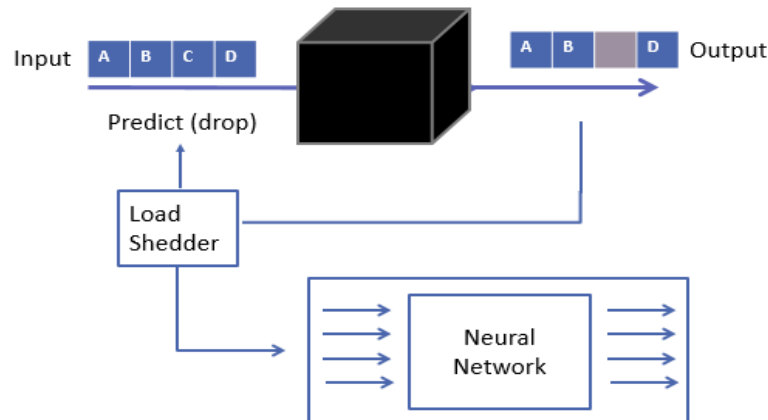 Input A B C D
A B D Output
Predict (drop)
Load
Shedder
Neural
Network